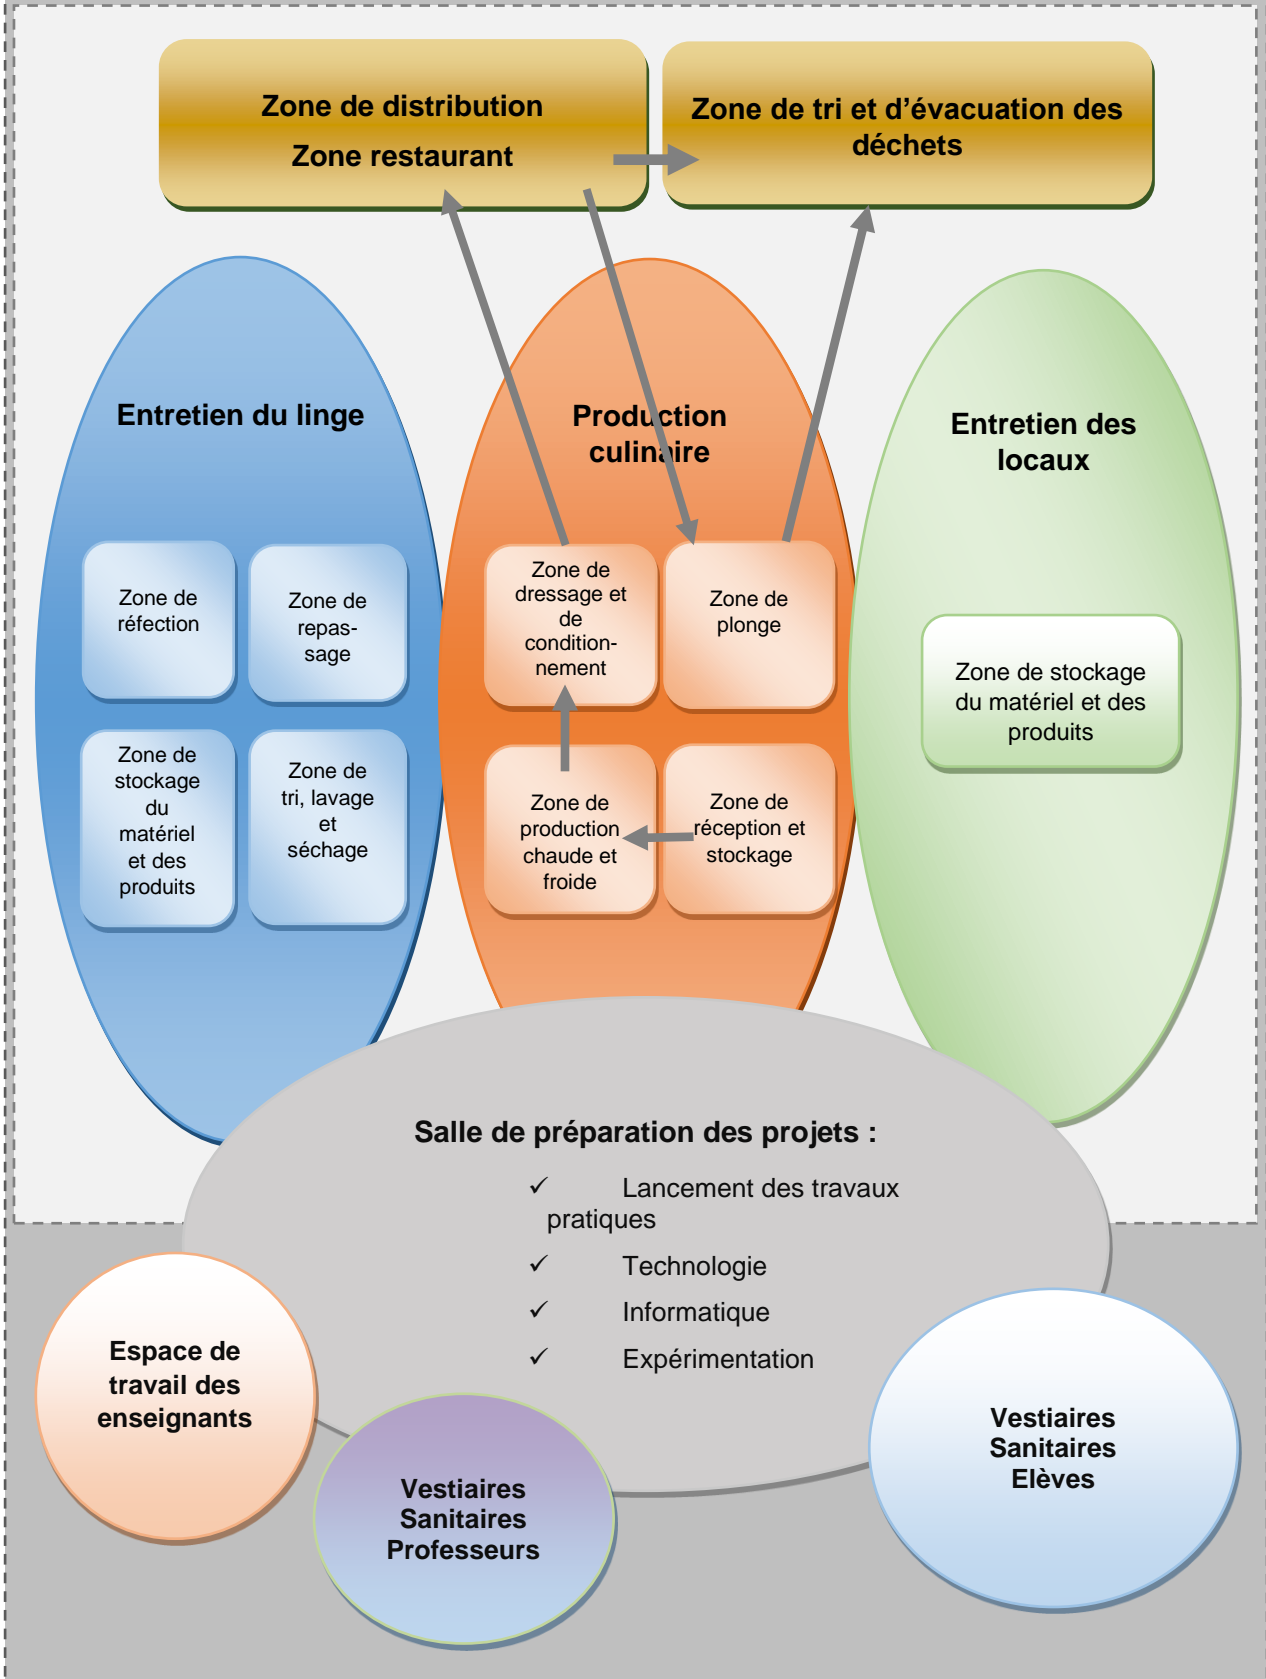 Zone de distribution
Zone restaurant
Zone de tri et d’évacuation des
déchets
Entretien du linge
Production
culinaire
Entretien des
locaux
Zone de
réfection
Zone de
repas-
sage
Zone de
dressage et
de
condition-
nement
Zone de
plonge
Zone de stockage
du matériel et des
produits
Zone de
stockage
du
matériel
et des
produits
Zone de
tri, lavage
et
séchage
Zone de
production
chaude et
froide
Zone de
réception et
stockage
Salle de préparation des projets :
✓ Lancement des travaux
pratiques
✓ Technologie
✓ Informatique
✓ Expérimentation
Espace de
travail des
enseignants
Vestiaires
Sanitaires
Professeurs
Vestiaires
Sanitaires
Elèves